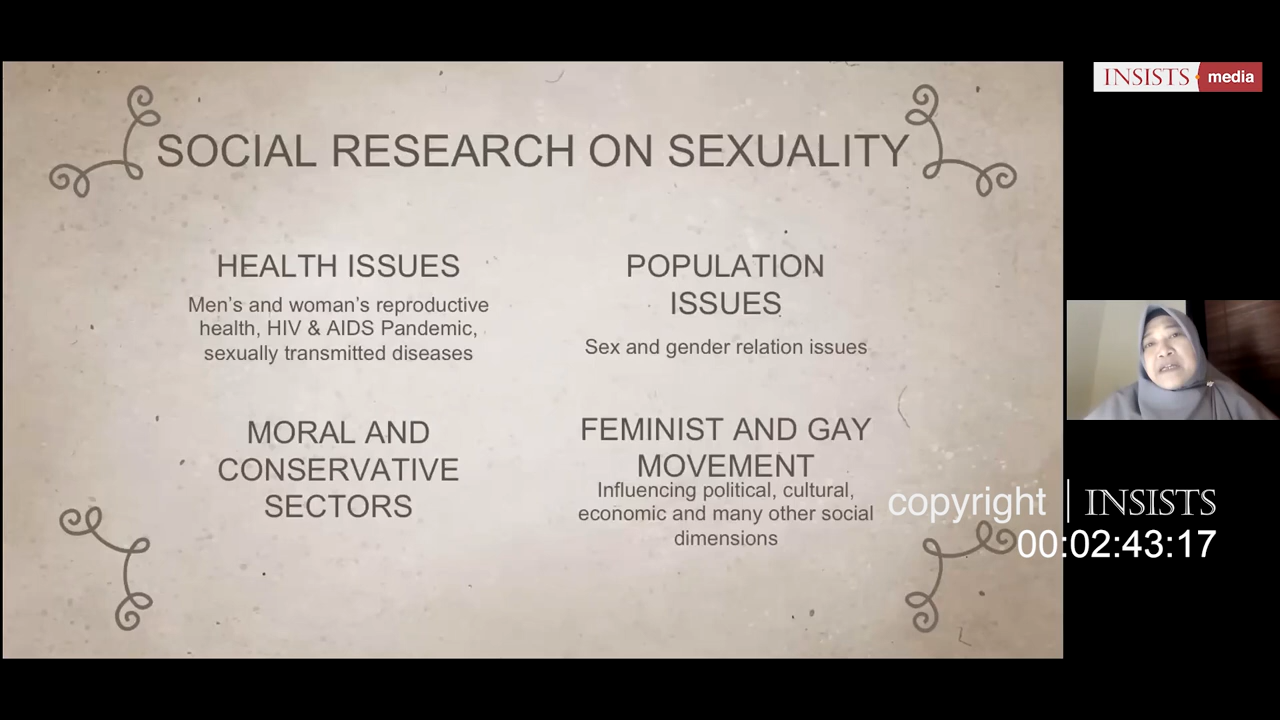 INSISTS media
SOCIAL RESEARCH ON SEXUALITY
HEALTH ISSUES
Men's and woman's reproductive
health, HIV & AIDS Pandemic,
sexually transmitted diseases
POPULATION
ISSUES
Sex and gender relation issues
MORAL AND
CONSERVATIVE
SECTORS
FEMINIST AND GAY
MOVEMENT
Influencing political, cultural,
economic and many other social
dimensions
copyright | INSISTS
00:02:43:17